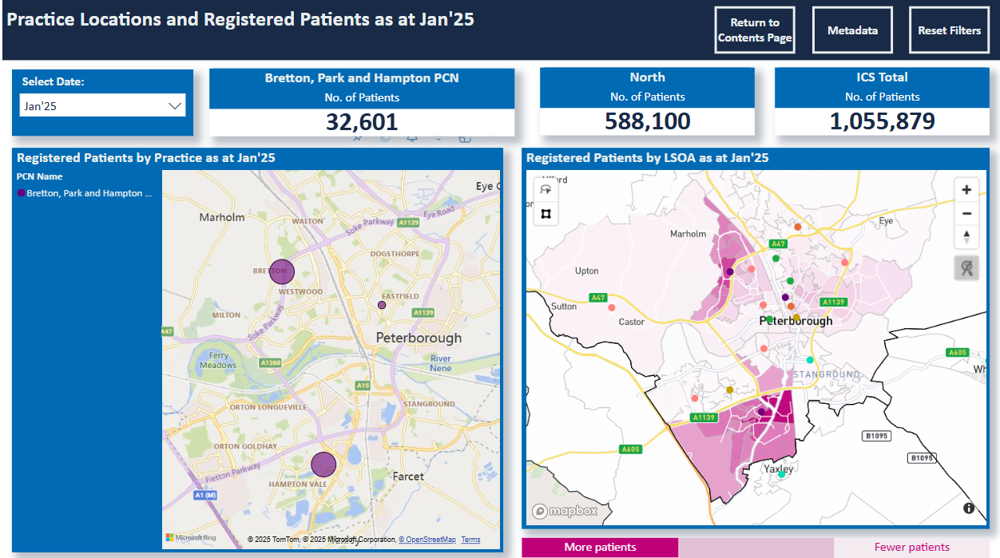 Practice Locations and Registered Patients as at Jan'25
Return to
Contents Page
Metadata
Reset Filters
Select Date:
Jan'25
Bretton, Park and Hampton PCN
No. of Patients
32,601
North
No. of Patients
588,100
ICS Total
No. of Patients
1,055,879
Registered Patients by Practice as at Jan'25
PCN Name
Bretton, Park and Hampton ...
Eye
Marholm
WALTON
Soke Parkway
A1139
Eye Road
DOGSTHORPE
BRETTON
WESTWOOD
EASTFIELD
A1139
MILTON
Soke Parkway
A47
Peterborough
Ferry
Meadows
A1260
River
Nene
A15
ORTON LONGUEVILLE
STANGROUND
ORTON GOLDHAY
Fletton Parkway
HAMPTON VALE
Farcet
A1 (M)
Microsoft Bing
© 2025 TomTom, © 2025 Microsoft Corporation, © OpenStreetMap Terms
Registered Patients by LSOA as at Jan'25
Marholm
Eye
A47
Upton
A47
Sutton
Castor
A1139
Peterborough
A605
STANGROUND
A1139
B1095
A605
B1095
Yaxley
mapbox
More patients
Fewer patients